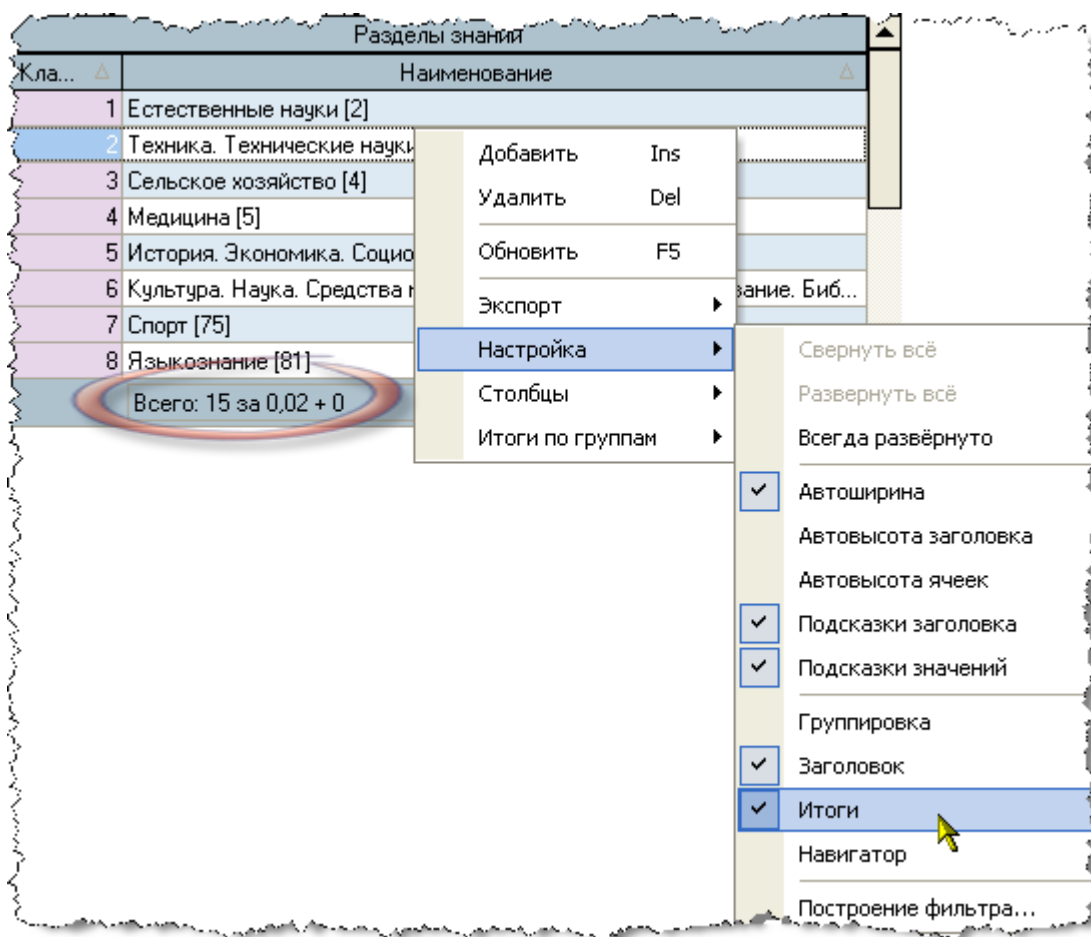 Разделы знаний
Кла... Наименование
1 Естественные науки [2]
2 Техника. Технические науки
3 Сельское хозяйство [4]
4 Медицина [5]
5 История. Экономика. Социо
6 Культура. Наука. Средства ание. Биб...
7 Спорт [75]
8 Языкознание [81]
Всего: 15 за 0,02 + 0
Добавить Ins
Удалить Del
Обновить F5
Экспорт
Настройка
Столбцы
Итоги по группам
Свернуть всё
Развернуть всё
Всегда развёрнуто
Автоширина
Автовысота заголовка
Автовысота ячеек
Подсказки заголовка
Подсказки значений
Группировка
Заголовок
Итоги
Навигатор
Построение фильтра...